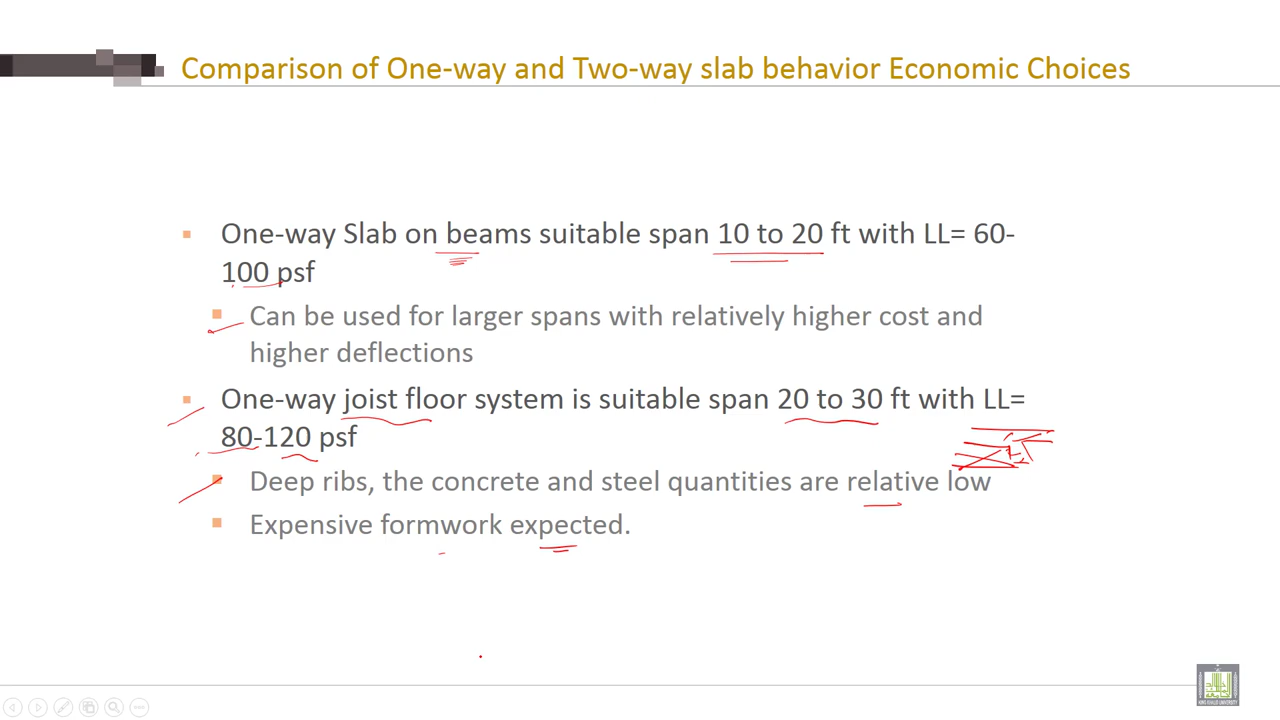 Comparison of One-way and Two-way slab behavior Economic Choices
One-way Slab on beams suitable span 10 to 20 ft with LL= 60-
100 psf
Can be used for larger spans with relatively higher cost and
higher deflections
One-way joist floor system is suitable span 20 to 30 ft with LL=
80-120 psf
Deep ribs, the concrete and steel quantities are relative low
Expensive formwork expected.
KING KHALID UNIVERSITY